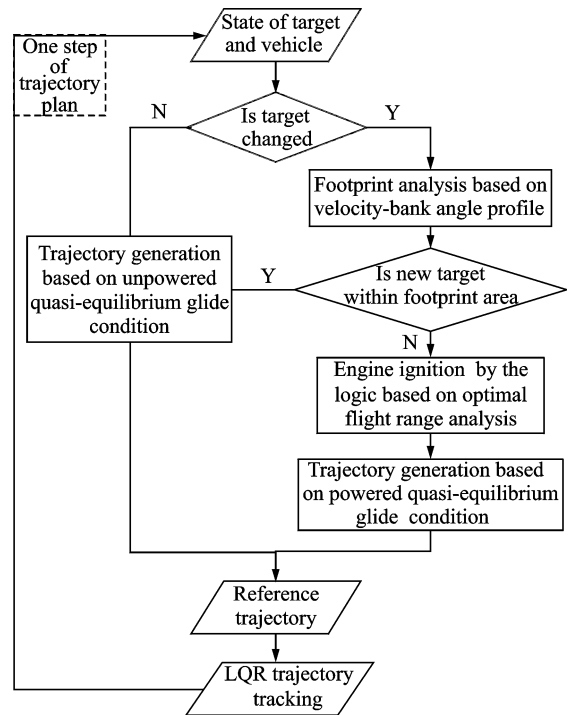 State of target
and vehicle
One step
of
trajectory
plan
N
Is target
changed
Y
Footprint analysis based on
velocity-bank angle profile
Trajectory generation
based on unpowered
quasi-equilibrium glide
condition
Y
Is new target
within footprint area
N
Engine ignition by the
logic based on optimal
flight range analysis
Trajectory generation based
on powered quasi-equilibrium
glide condition
Reference
trajectory
LQR trajectory
tracking